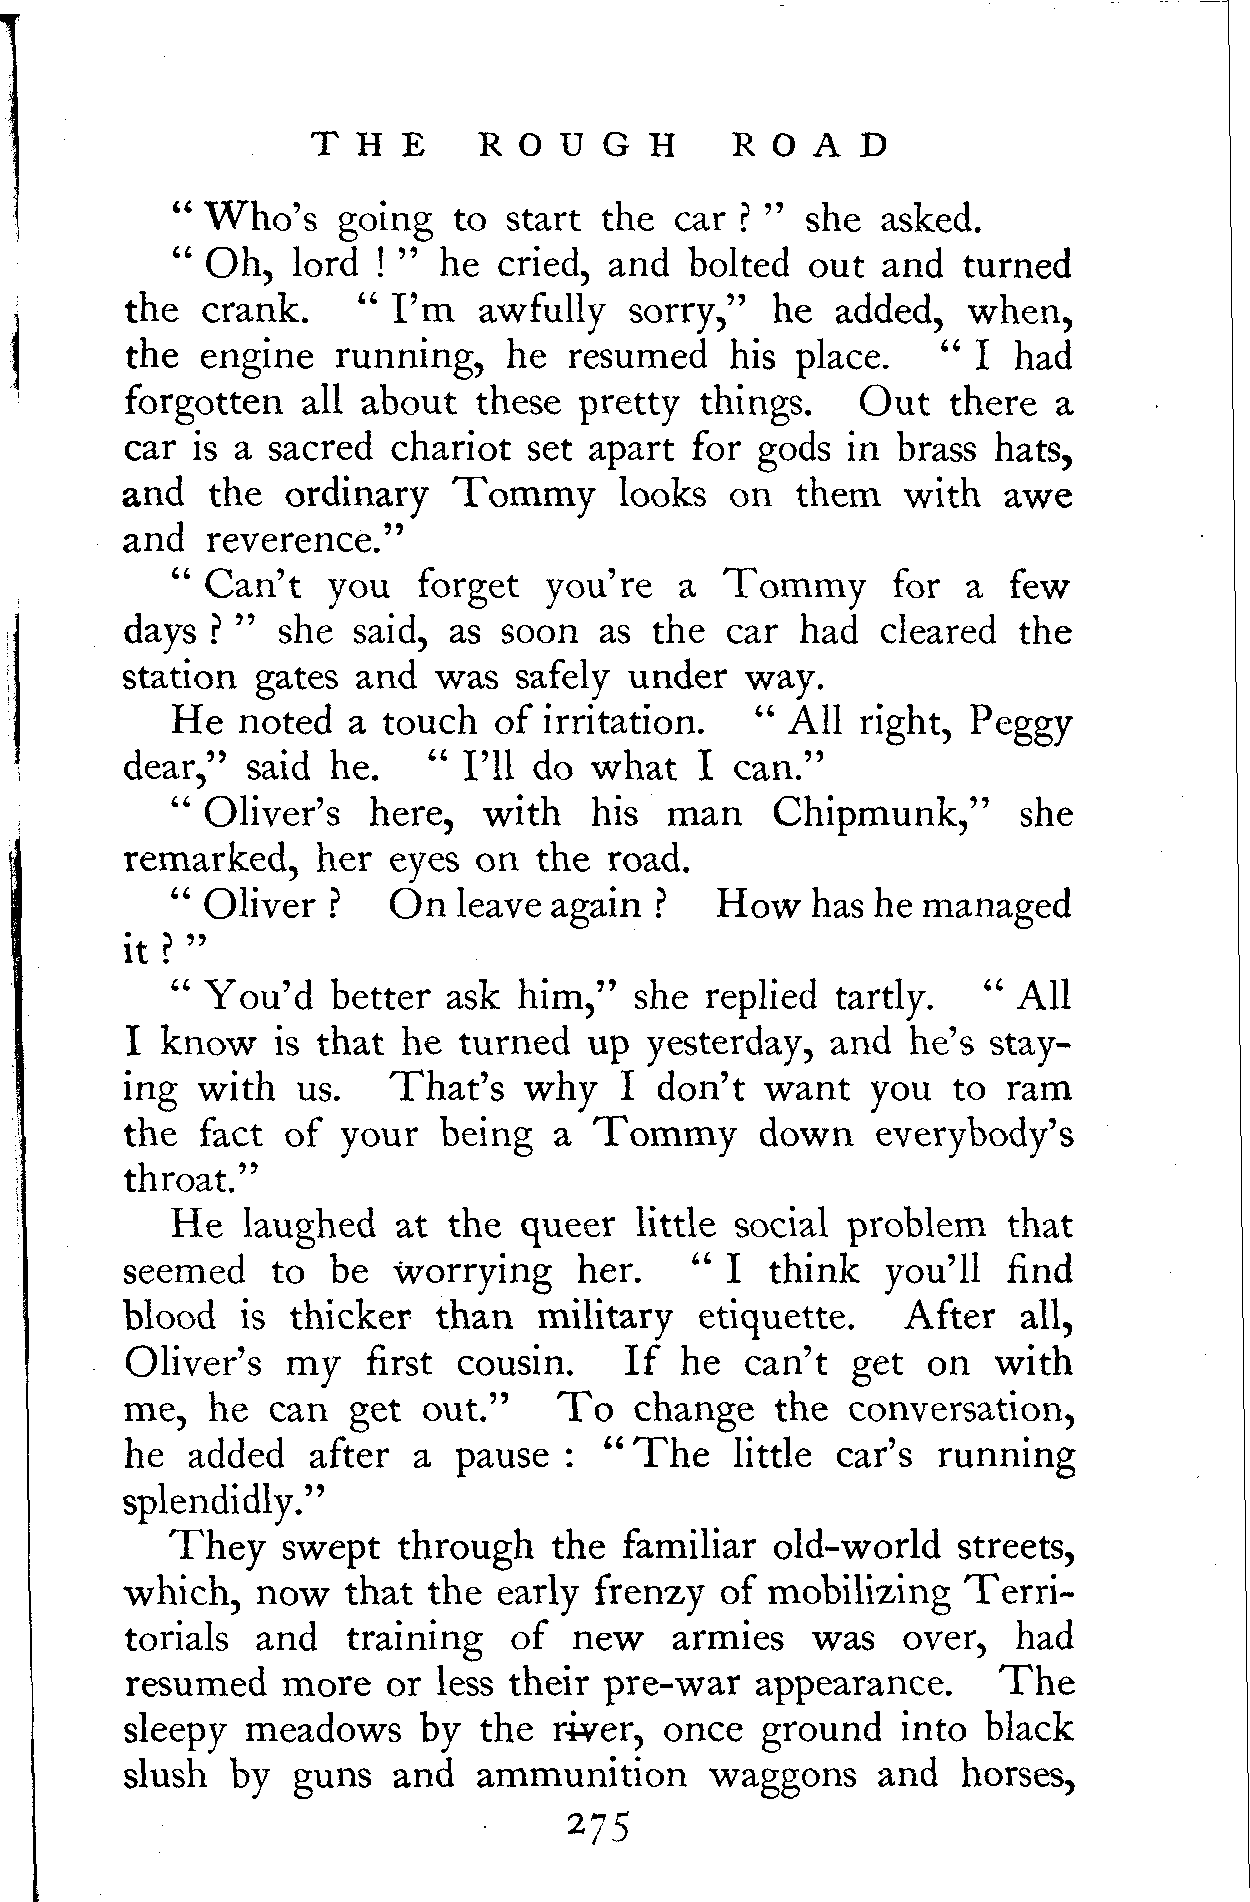 THE ROUGH ROAD
“ Who’s going to start the car ? ” she asked.
“ Oh, lord ! ” he cried, and bolted out and turned
the crank. “ I’m awfully sorry,” he added, when,
the engine running, he resumed his place. “ I had
forgotten all about these pretty things. Out there a
car is a sacred chariot set apart for gods in brass hats,
and the ordinary Tommy looks on them with awe
and reverence.”
“ Can’t you forget you’re a Tommy for a few
days ? ” she said, as soon as the car had cleared the
station gates and was safely under way.
He noted a touch of irritation. “ All right, Peggy
dear,” said he. “ I’ll do what I can.”
“ Oliver’s here, with his man Chipmunk,” she
remarked, her eyes on the road.
“ Oliver ? On leave again ? How has he managed
it ? ”
“ You’d better ask him,” she replied tartly. “ All
I know is that he turned up yesterday, and he’s stay-
ing with us. That’s why I don’t want you to ram
the fact of your being a Tommy down everybody’s
throat.”
He laughed at the queer little social problem that
seemed to be worrying her. “ I think you’ll find
blood is thicker than military etiquette. After all,
Oliver’s my first cousin. If he can’t get on with
me, he can get out.” To change the conversation,
he added after a pause : “ The little car’s running
splendidly.”
They swept through the familiar old-world streets,
which, now that the early frenzy of mobilizing Terri-
torials and training of new armies was over, had
resumed more or less their pre-war appearance. The
sleepy meadows by the river, once ground into black
slush by guns and ammunition waggons and horses,
275